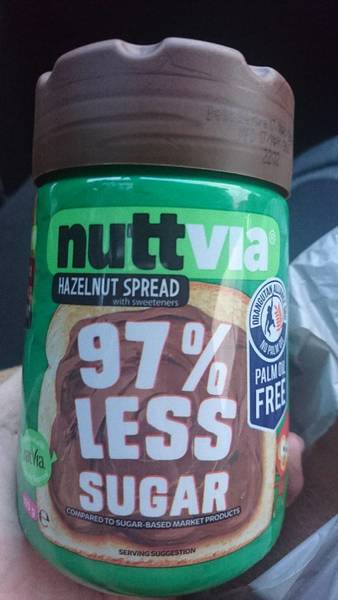 nuttvia
HAZELNUT SPREAD
with sweeteners
97%
LESS
SUGAR
COMPARED TO SUGAR-BASED MARKET PRODUCTS
SERVING SUGGESTION
NO PALM OIL
PALM OIL
FREE